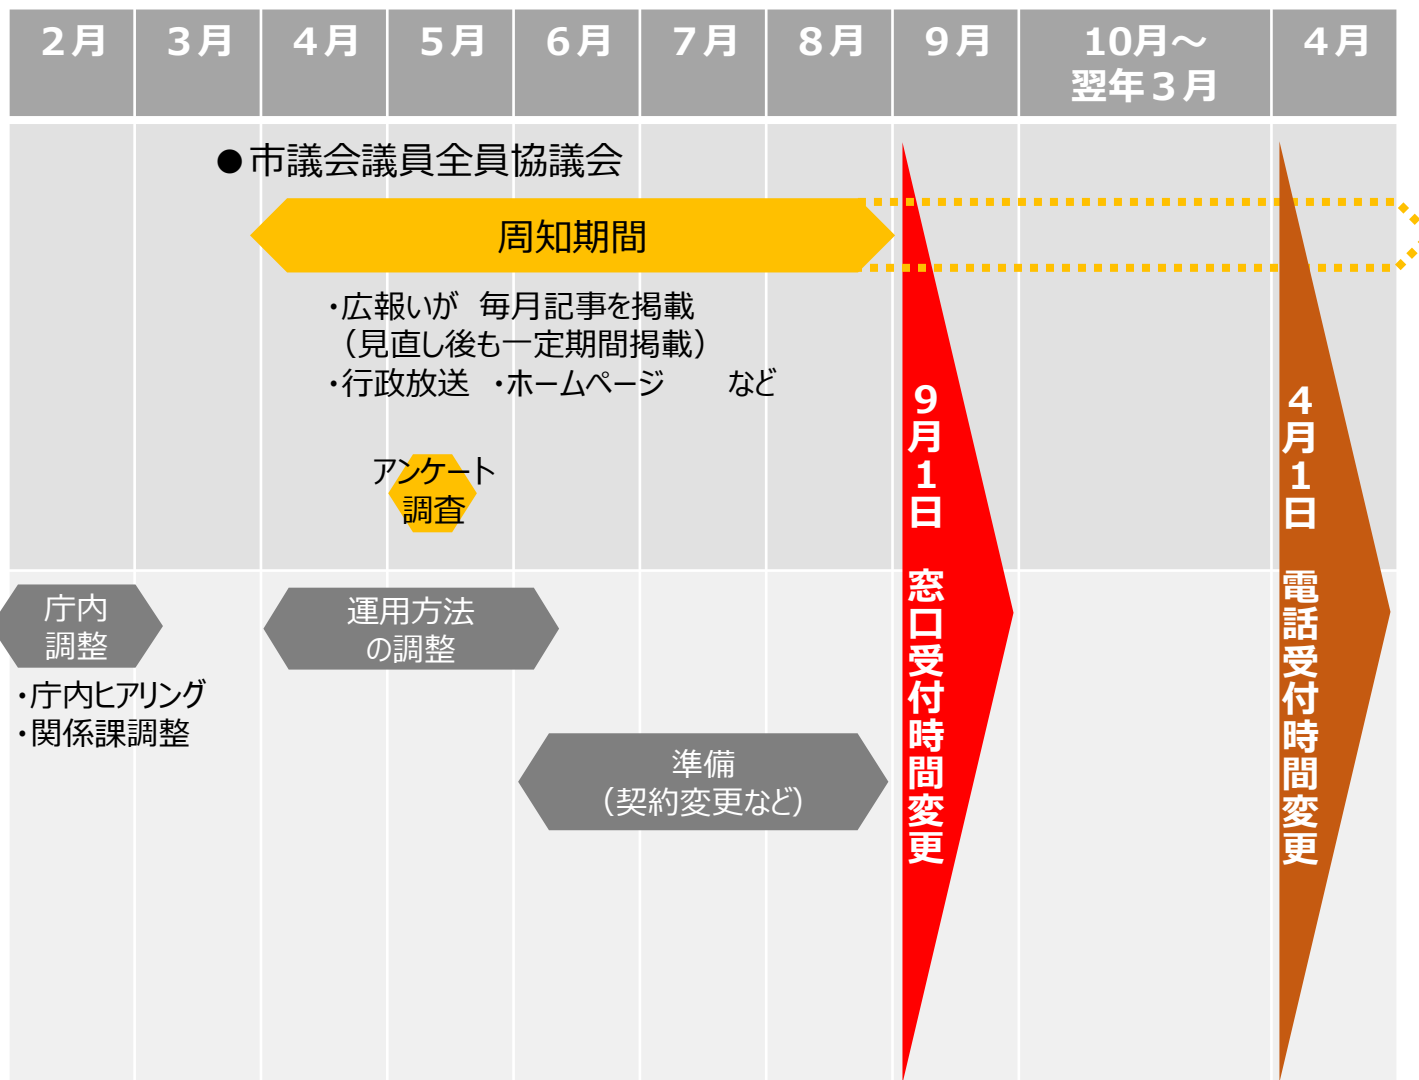 ２月
３月
４月
５月
６月
７月
８月
９月
10月～
翌年３月
４月
●市議会議員全員協議会
周知期間
・広報いが　毎月記事を掲載
（見直し後も一定期間掲載）
・行政放送　・ホームページ　　など
アンケート
調査
庁内
調整
・庁内ヒアリング
・関係課調整
運用方法
の調整
準備
（契約変更など）
９月１日　窓口受付時間変更
４月１日　電話受付時間変更